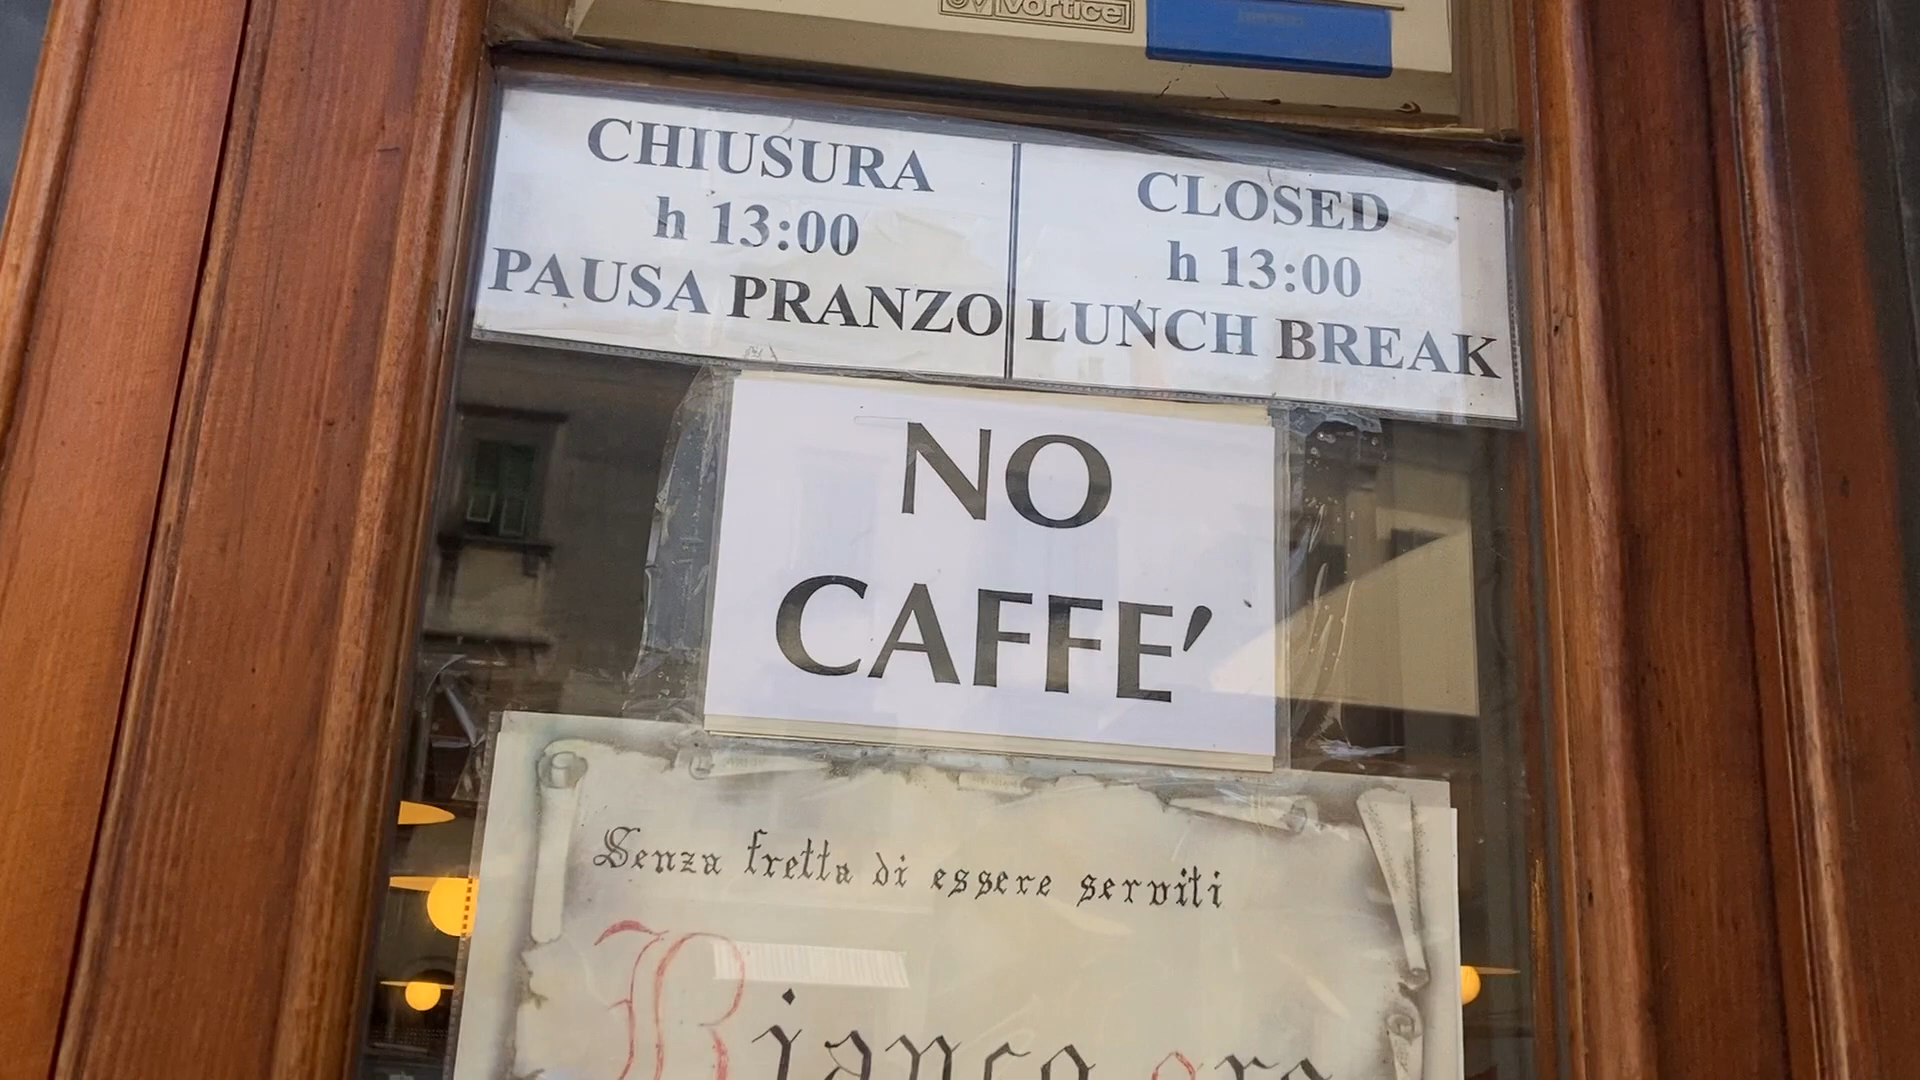 vortice
CHIUSURA
h 13:00
PAUSA PRANZO
CLOSED
h 13:00
LUNCH BREAK
NO
CAFFE'
Senza fretta di essere serviti